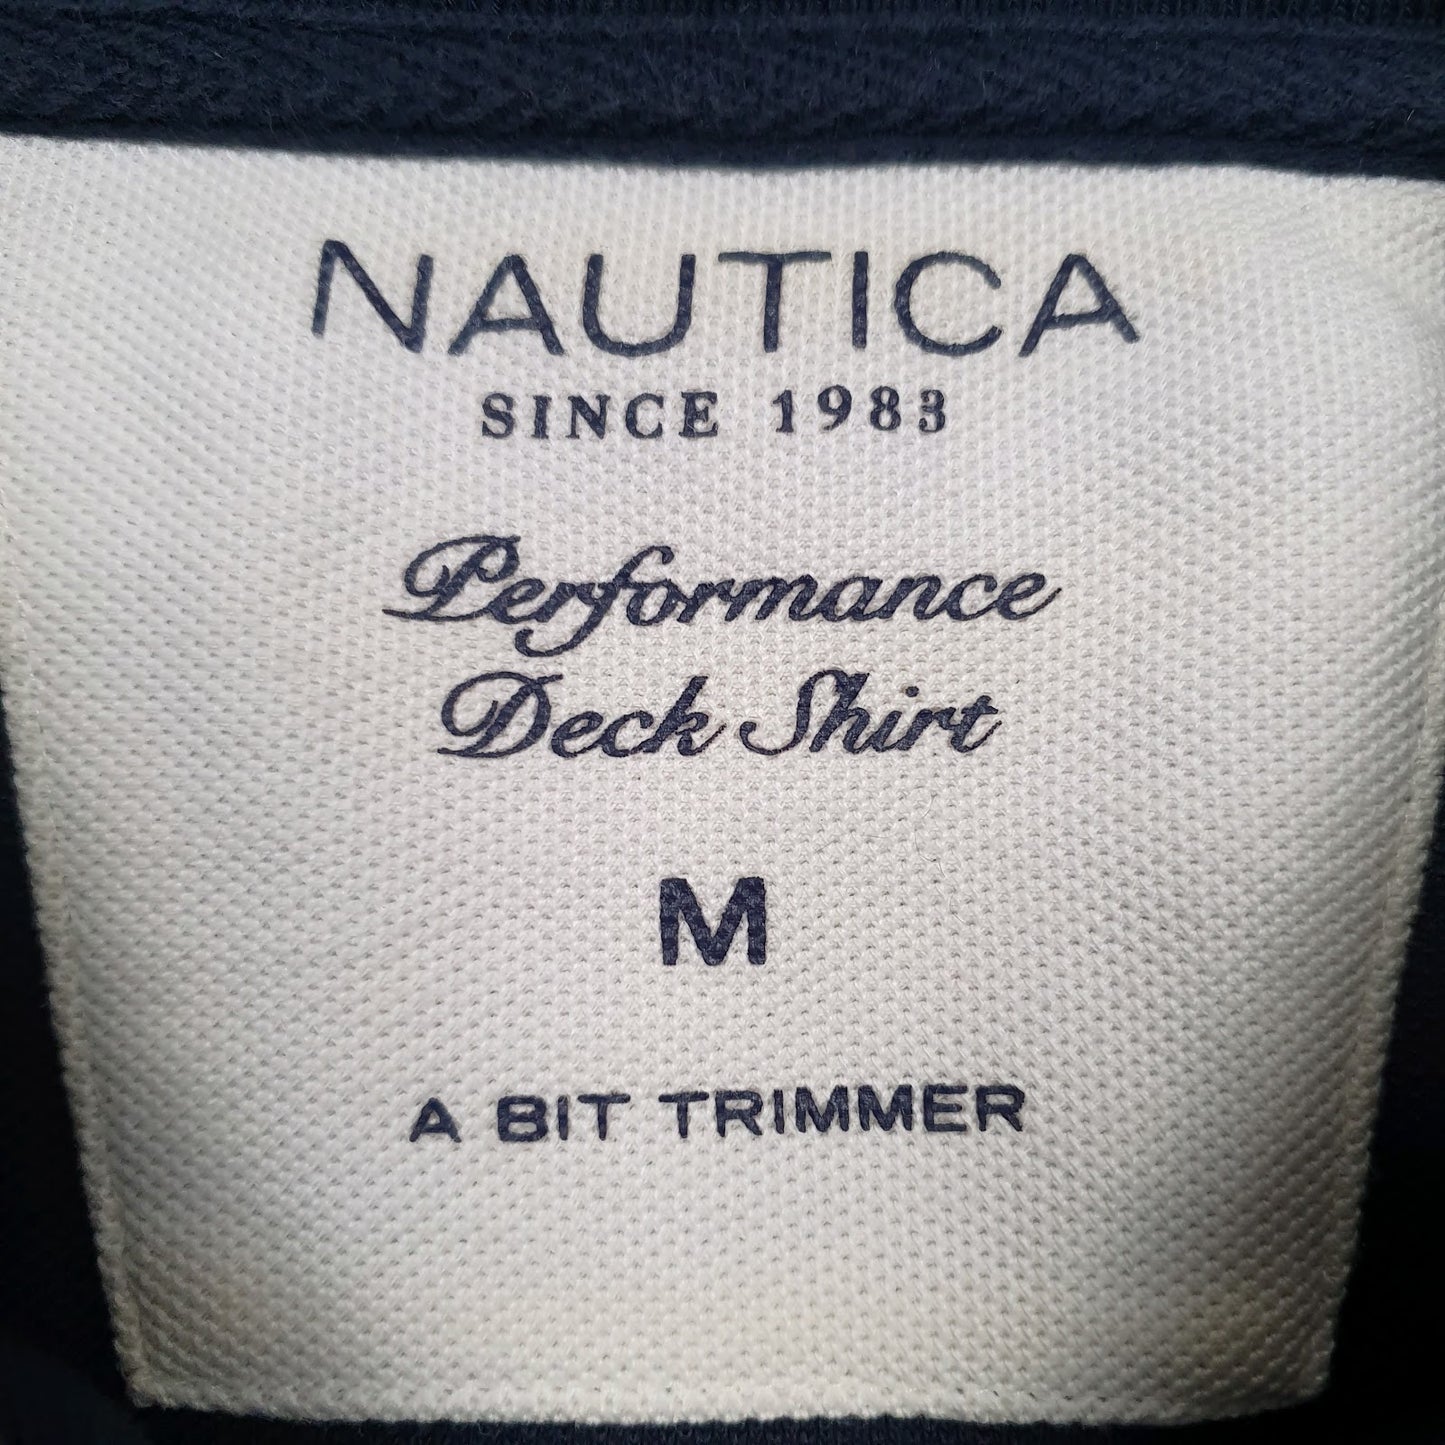 NAUTICA
SINCE 1983
Performance
Deck Shirt
M
A BIT TRIMMER